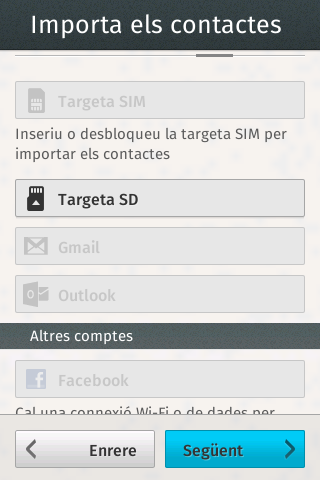 Importa els contactes
Targeta SIM
Inseriu o desbloqueu la targeta SIM per
importar els contactes
Targeta SD
Gmail
Outlook
Altres comptes
Facebook
Cal una connexió Wi-Fi o de dades per
Enrere
Següent